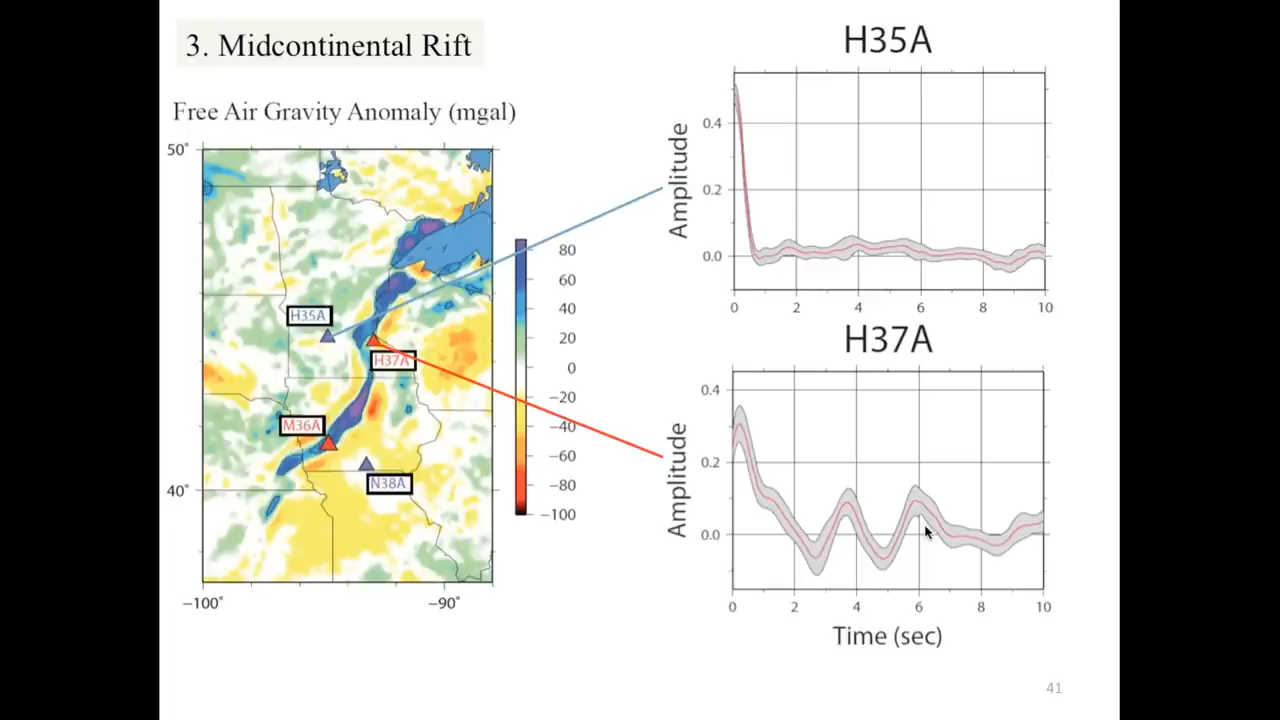 3. Midcontinental Rift
Free Air Gravity Anomaly (mgal)
50°
40°
−100°
−90°
H35A
H37A
M36A
N38A
80
60
40
20
0
−20
−40
−60
−80
−100
H35A
Amplitude
0.4
0.2
0.0
0 2 4 6 8 10
H37A
Amplitude
0.4
0.2
0.0
0 2 4 6 8 10
Time (sec)
41